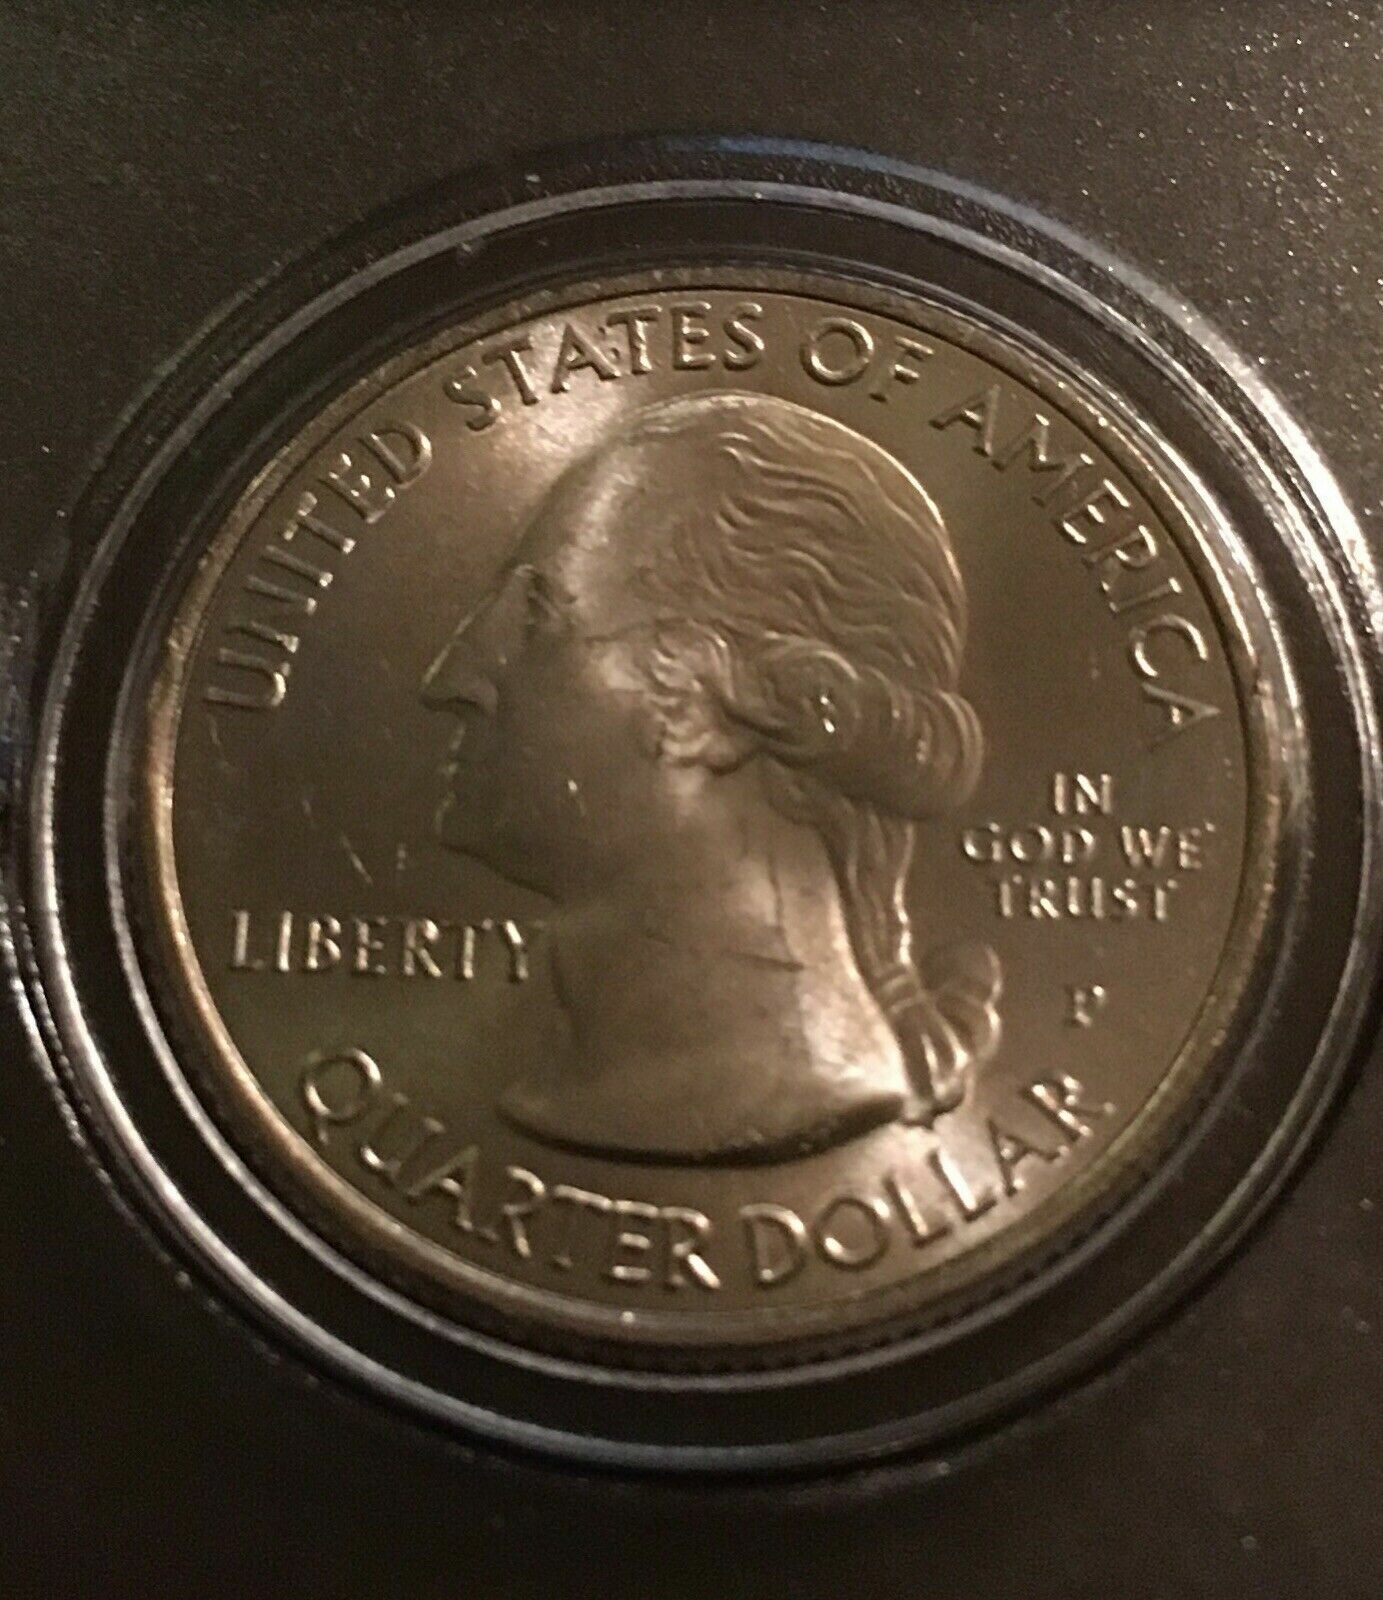 UNITED STATES OF AMERICA
LIBERTY
IN
GOD WE
TRUST
P
QUARTER DOLLAR